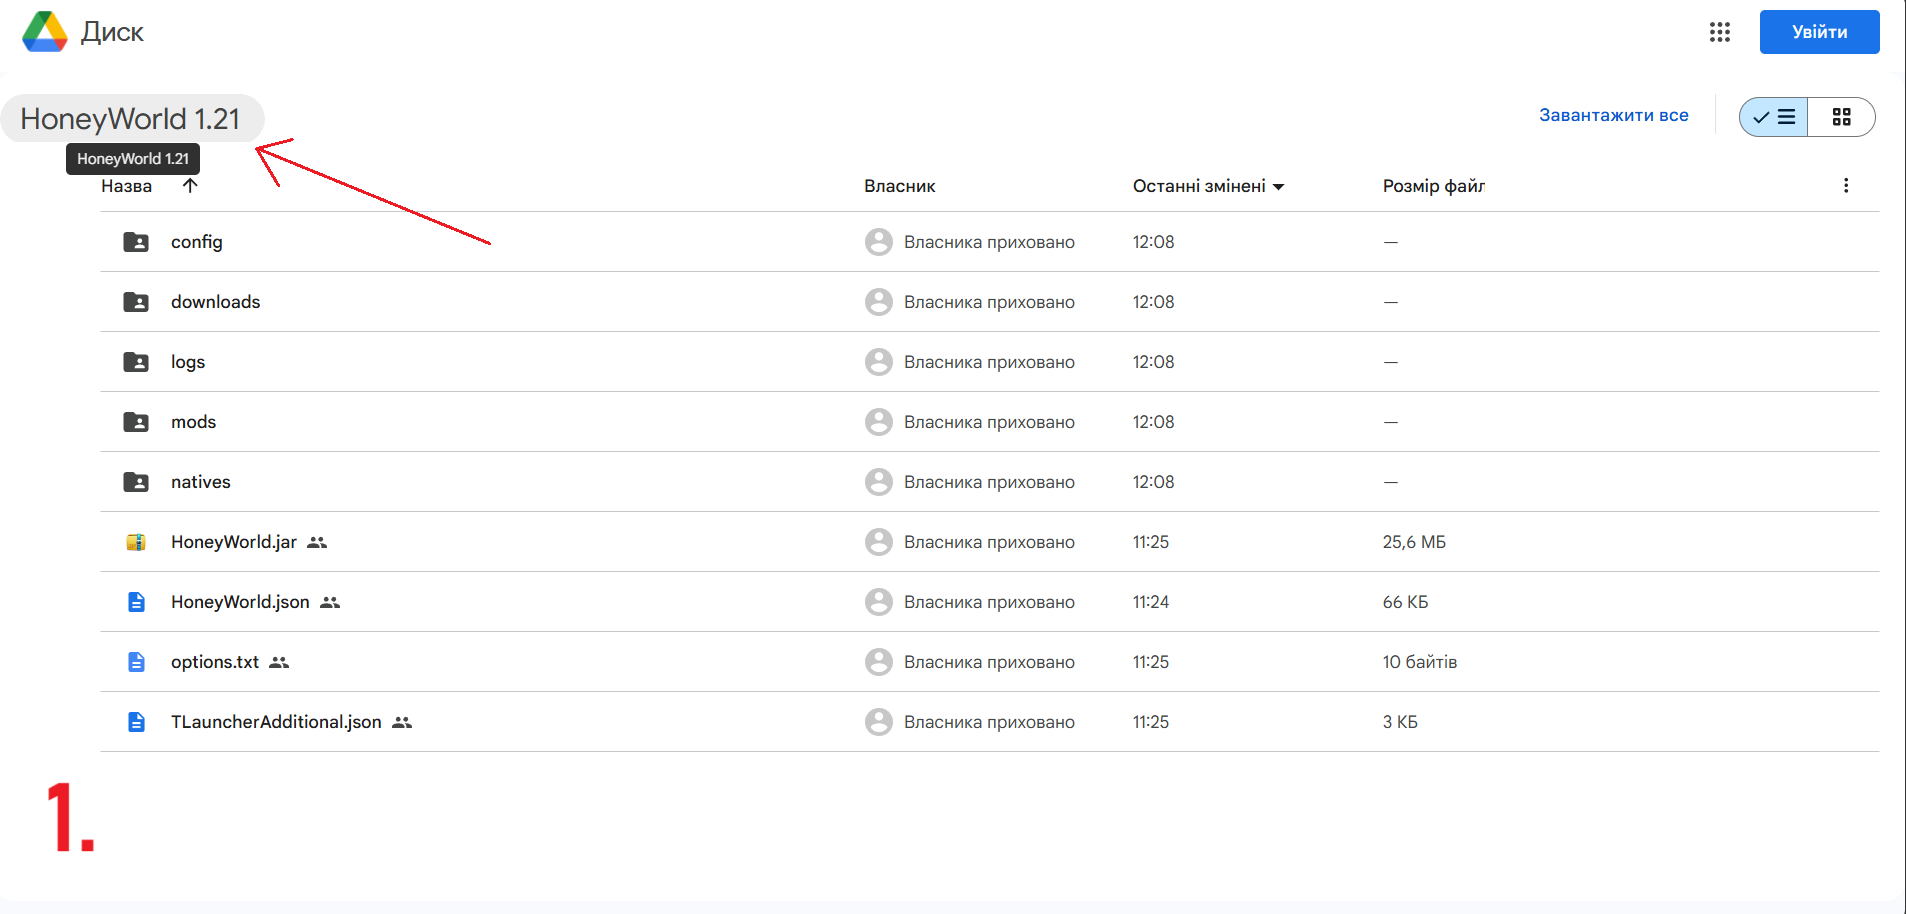 Диск
Увійти
HoneyWorld 1.21
Завантажити все
HoneyWorld 1.21
Назва Власник Останні змінені Розмір файл
config Власника приховано 12:08 —
downloads Власника приховано 12:08 —
logs Власника приховано 12:08 —
mods Власника приховано 12:08 —
natives Власника приховано 12:08 —
HoneyWorld.jar Власника приховано 11:25 25,6 МБ
HoneyWorld.json Власника приховано 11:24 66 КБ
options.txt Власника приховано 11:25 10 байтів
TLauncherAdditional.json Власника приховано 11:25 3 КБ
1.